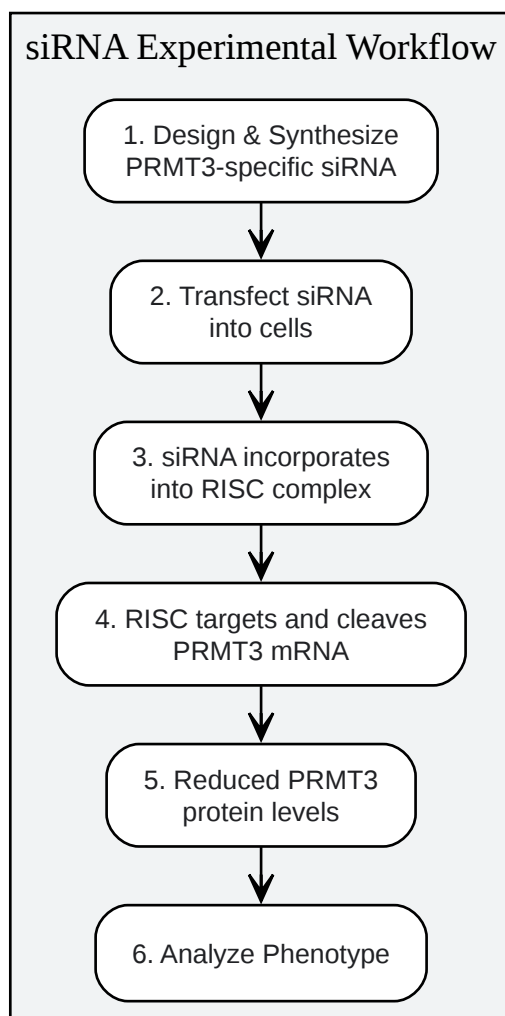 siRNA Experimental Workflow
1. Design & Synthesize
PRMT3-specific siRNA
2. Transfect siRNA
into cells
3. siRNA incorporates
into RISC complex
4. RISC targets and cleaves
PRMT3 mRNA
5. Reduced PRMT3
protein levels
6. Analyze Phenotype